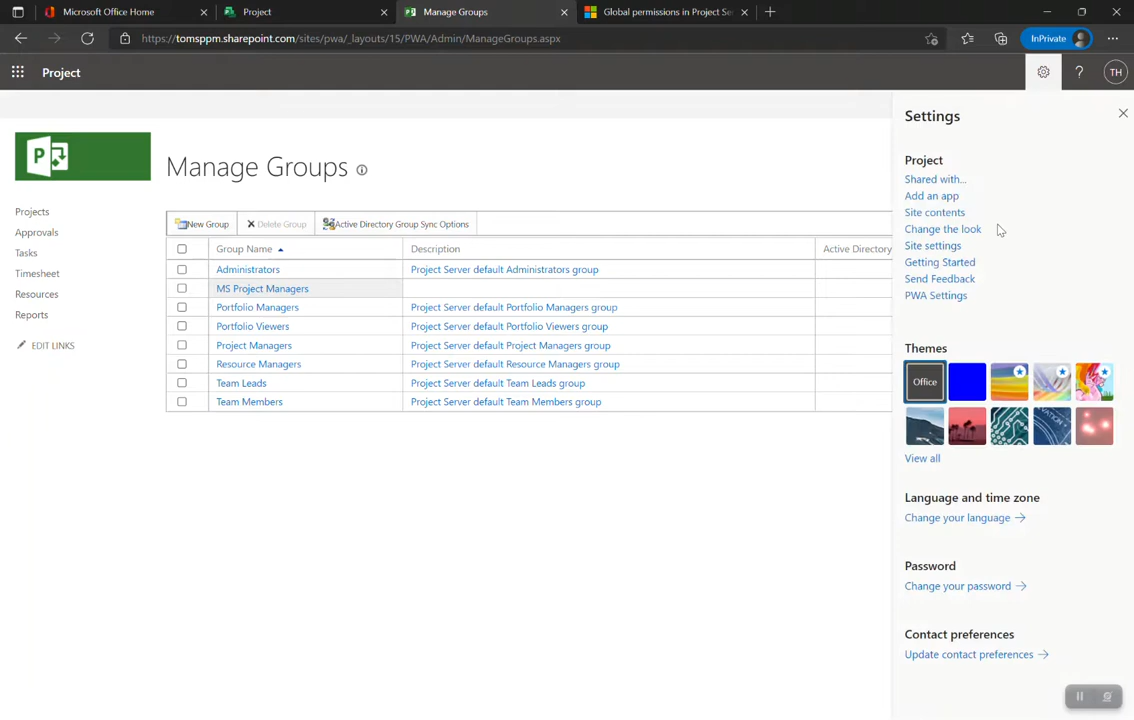 Microsoft Office Home
Project
Manage Groups
Global permissions in Project Se
https://tomsppm.sharepoint.com/sites/pwa/_layouts/15/PWA/Admin/ManageGroups.aspx
InPrivate
Project
?
TH
Settings
P
Manage Groups
Projects
Approvals
Tasks
Timesheet
Resources
Reports
EDIT LINKS
New Group
Delete Group
Active Directory Group Sync Options
Group Name
Description
Active Directory
Administrators
Project Server default Administrators group
MS Project Managers
Portfolio Managers
Project Server default Portfolio Managers group
Portfolio Viewers
Project Server default Portfolio Viewers group
Project Managers
Project Server default Project Managers group
Resource Managers
Project Server default Resource Managers group
Team Leads
Project Server default Team Leads group
Team Members
Project Server default Team Members group
Project
Shared with...
Add an app
Site contents
Change the look
Site settings
Getting Started
Send Feedback
PWA Settings
Themes
Office
View all
Language and time zone
Change your language
Password
Change your password
Contact preferences
Update contact preferences